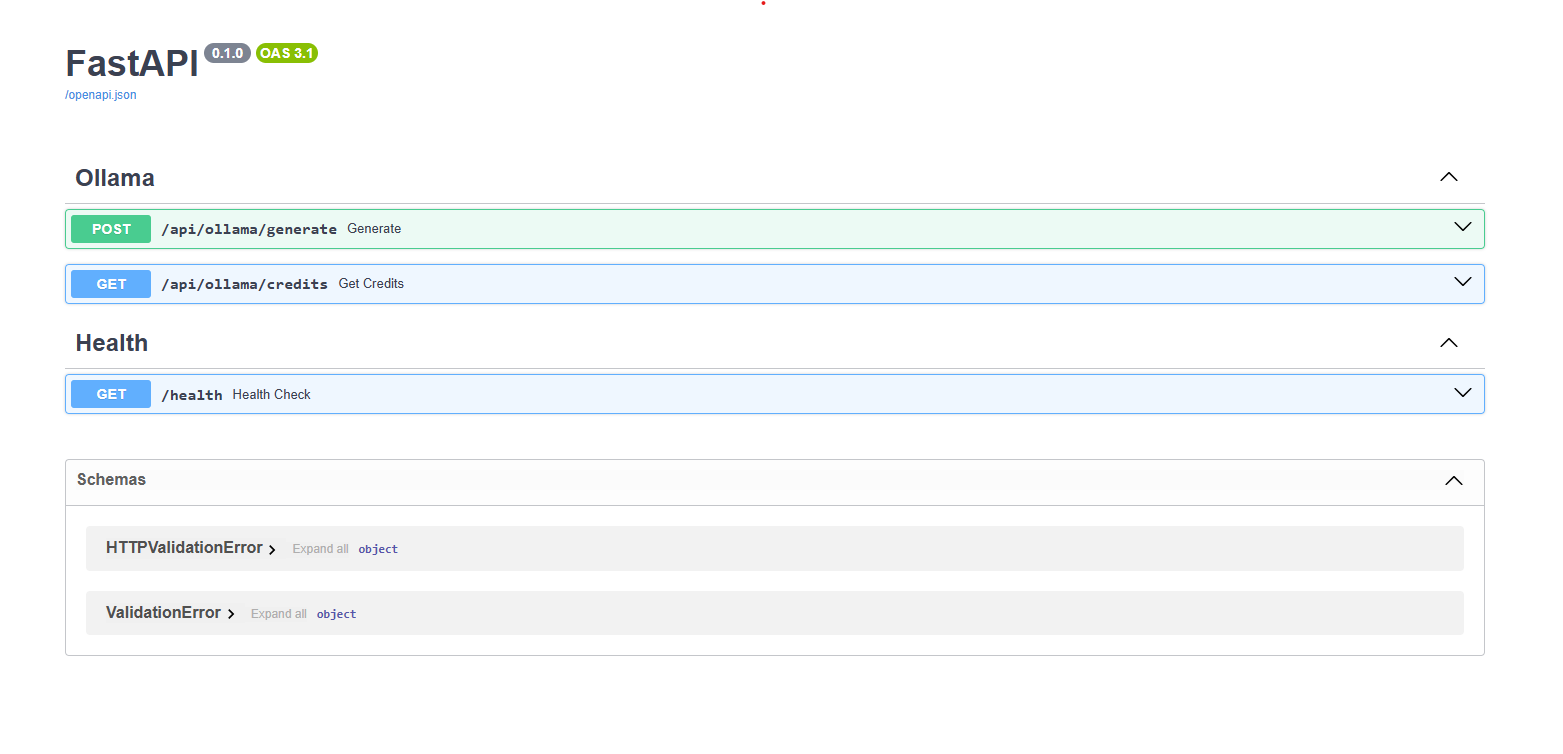 FastAPI 0.1.0 OAS 3.1
/openapi.json
Ollama
POST /api/ollama/generate Generate
GET /api/ollama/credits Get Credits
Health
GET /health Health Check
Schemas
HTTPValidationError Expand all object
ValidationError Expand all object